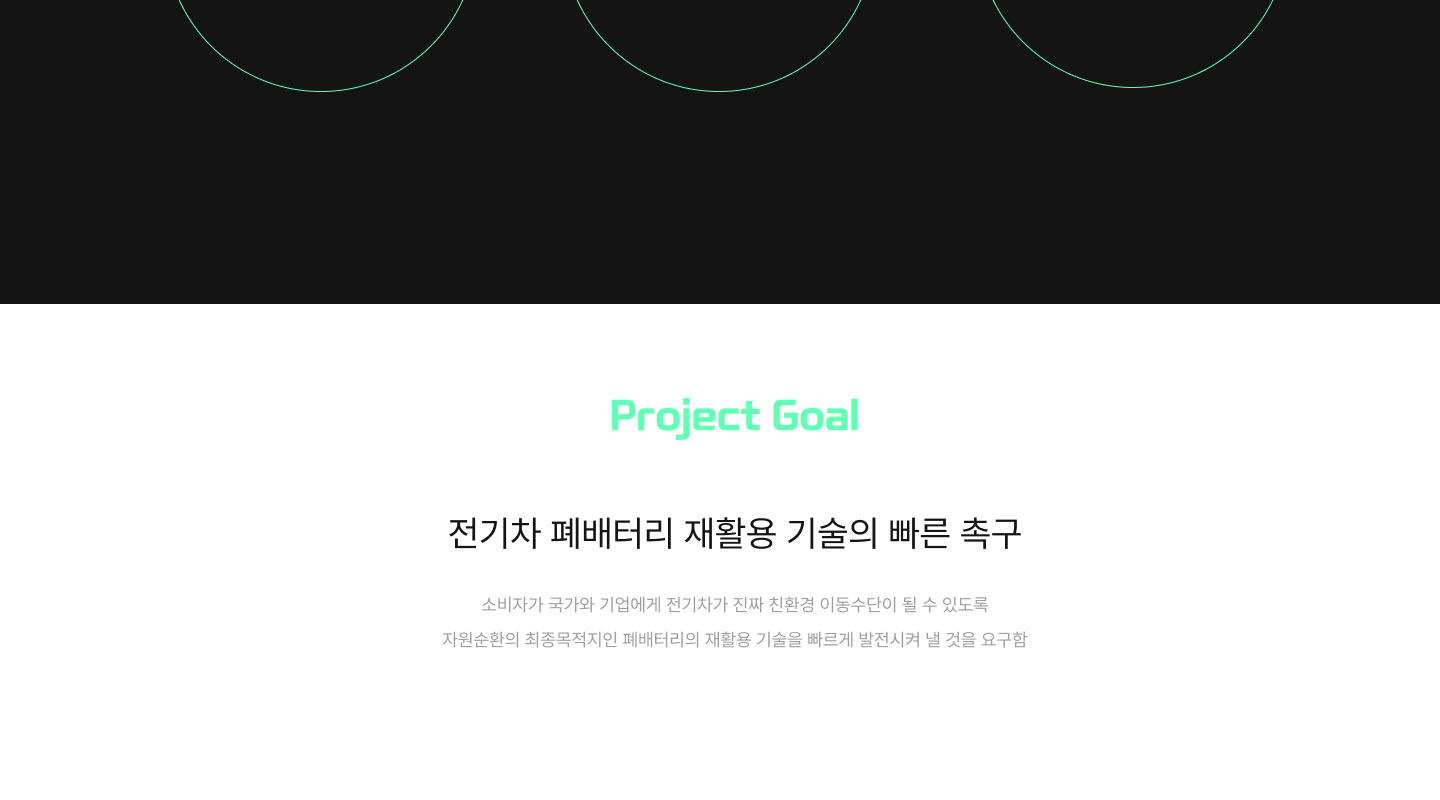 Project Goal
전기차 폐배터리 재활용 기술의 빠른 촉구
소비자가 국가와 기업에게 전기차가 진짜 친환경 이동수단이 될 수 있도록
자원순환의 최종목적지인 폐배터리의 재활용 기술을 빠르게 발전시켜 낼 것을 요구함